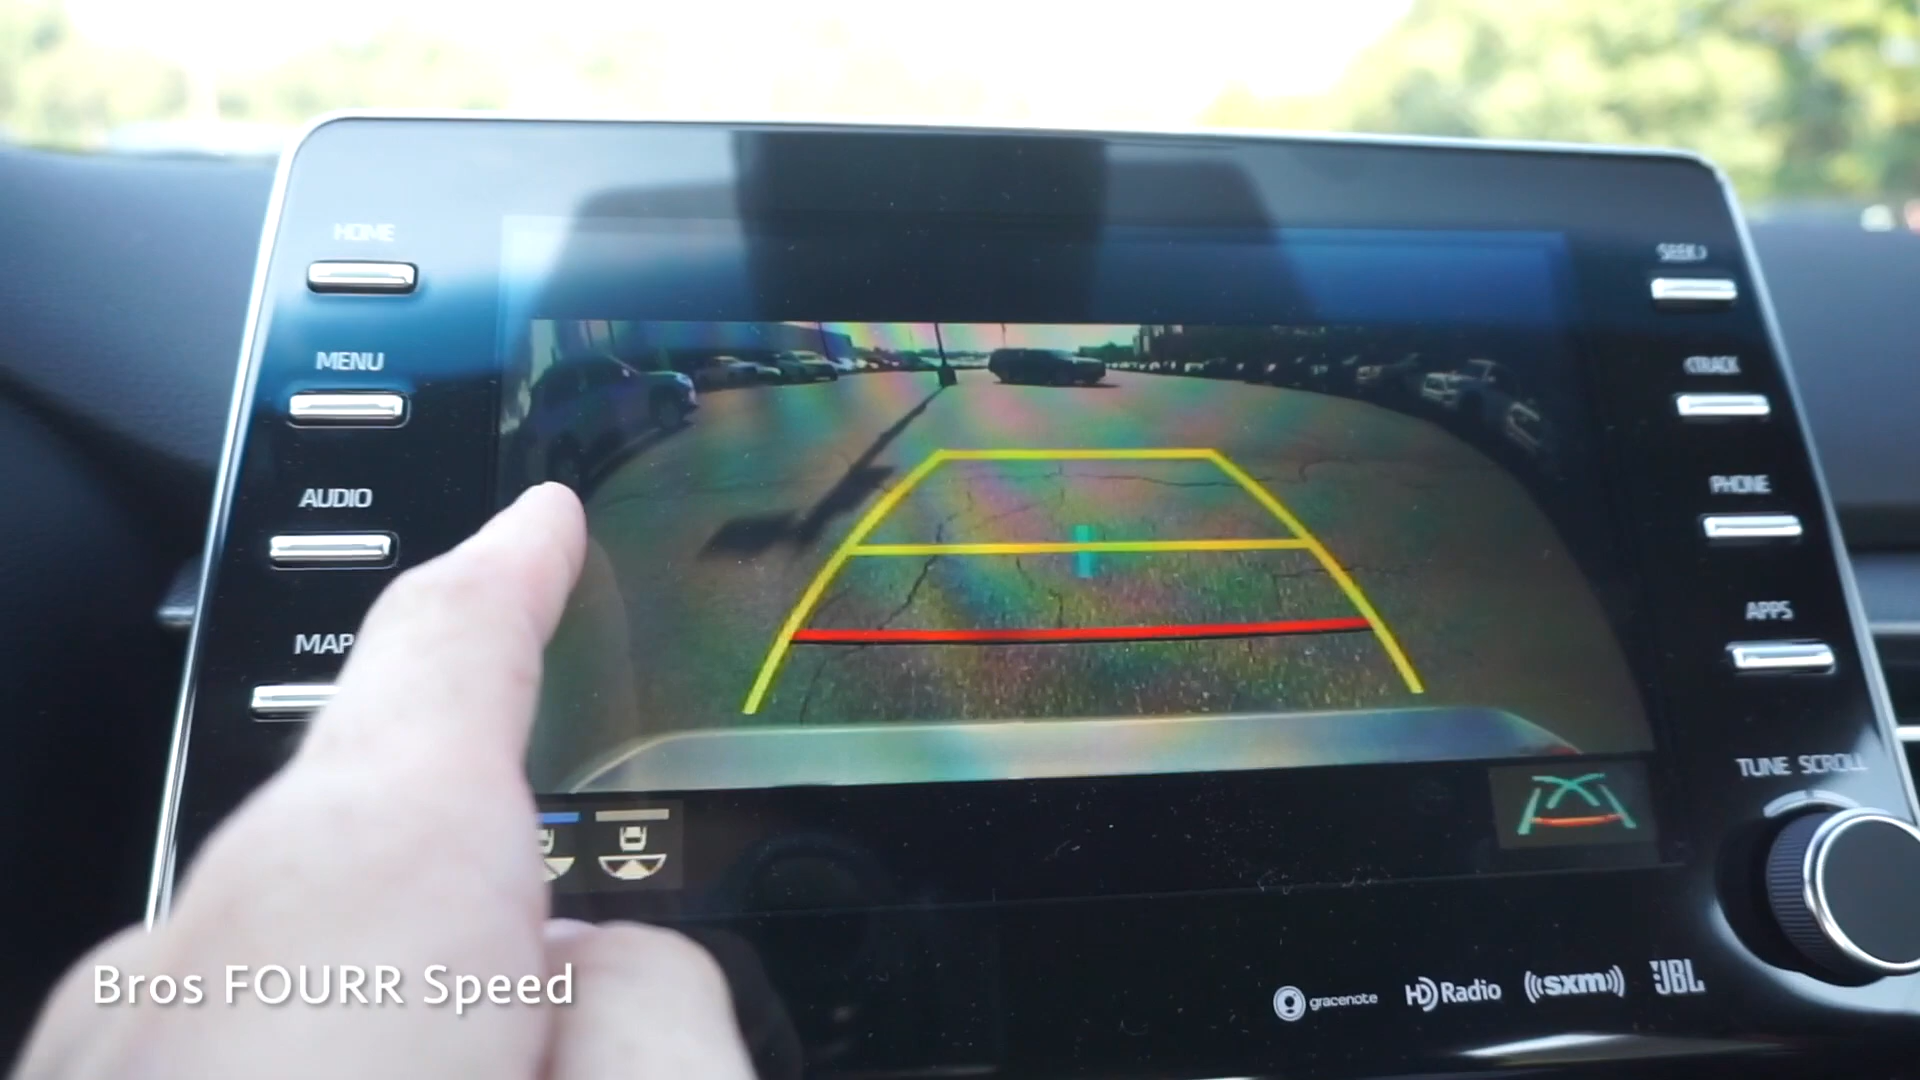 HOME
MENU
AUDIO
MAP
SEEK>
<TRACK
PHONE
APPS
TUNE SCROLL
gracenote HD Radio ((sxm)) JBL
Bros FOURR Speed